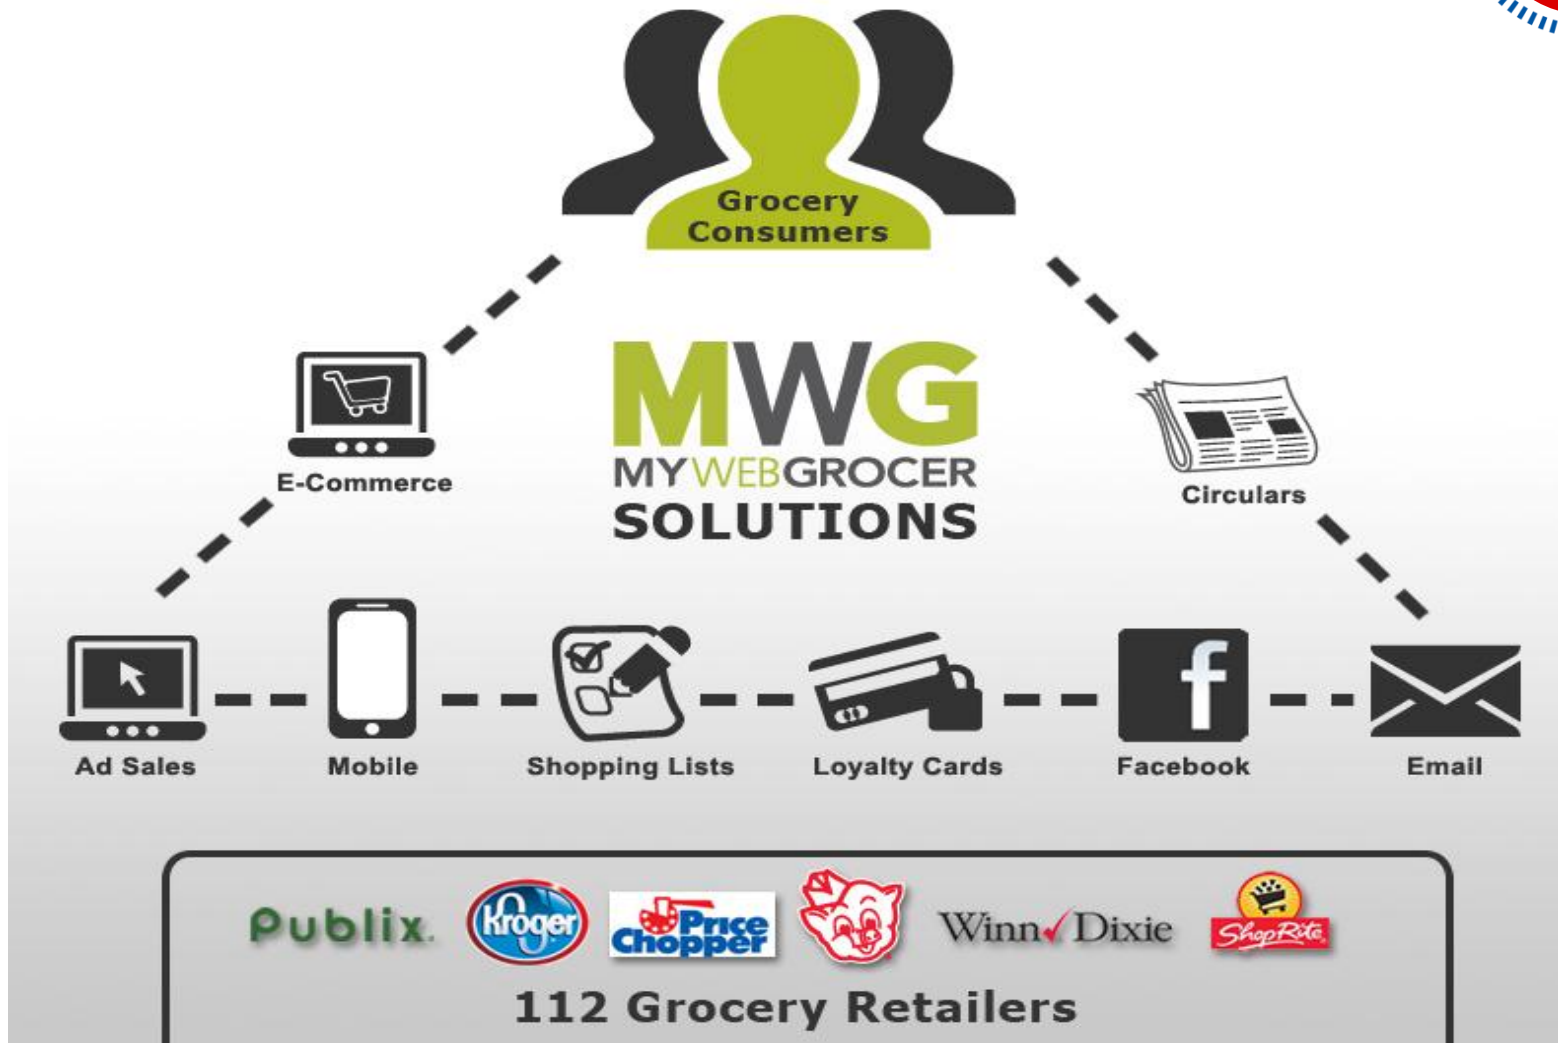 Grocery
Consumers
MWG
MYWEBGROCER
SOLUTIONS
E-Commerce
Circulars
f
Ad Sales
Mobile
Shopping Lists
Loyalty Cards
Facebook
Email
Publix.
Kroger
Price
Chopper
Winn Dixie
ShopRite
112 Grocery Retailers